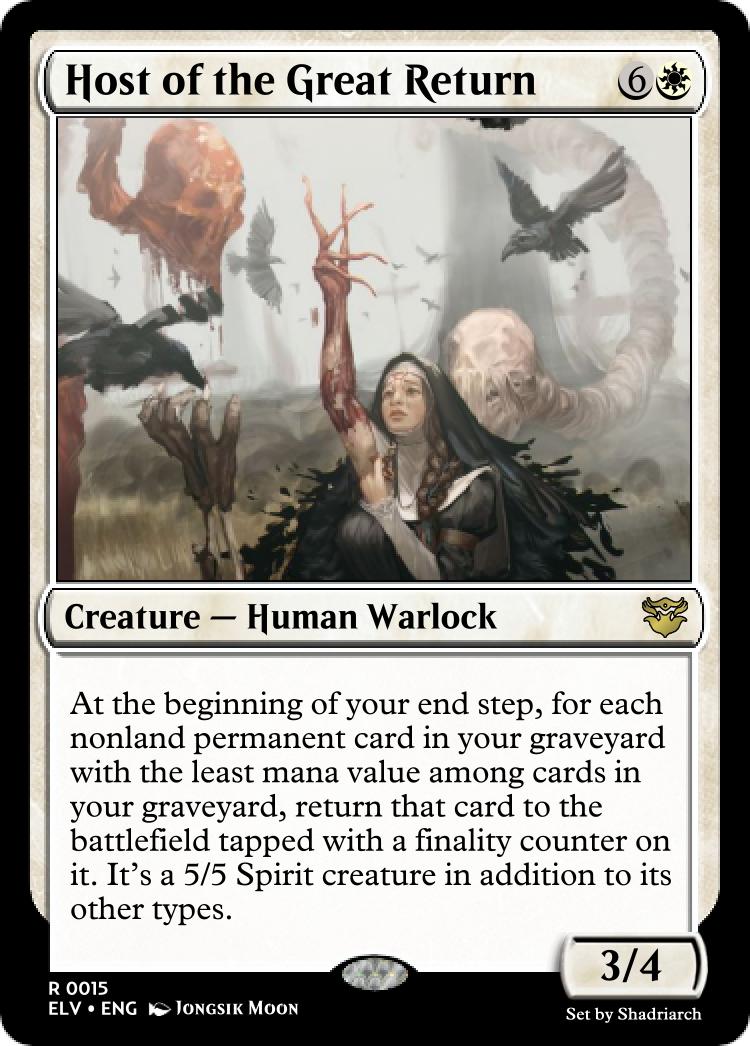 Host of the Great Return 6
Creature — Human Warlock
At the beginning of your end step, for each
nonland permanent card in your graveyard
with the least mana value among cards in
your graveyard, return that card to the
battlefield tapped with a finality counter on
it. It's a 5/5 Spirit creature in addition to its
other types.
3/4
R 0015
ELV • ENG Jongsik Moon
Set by Shadriarch